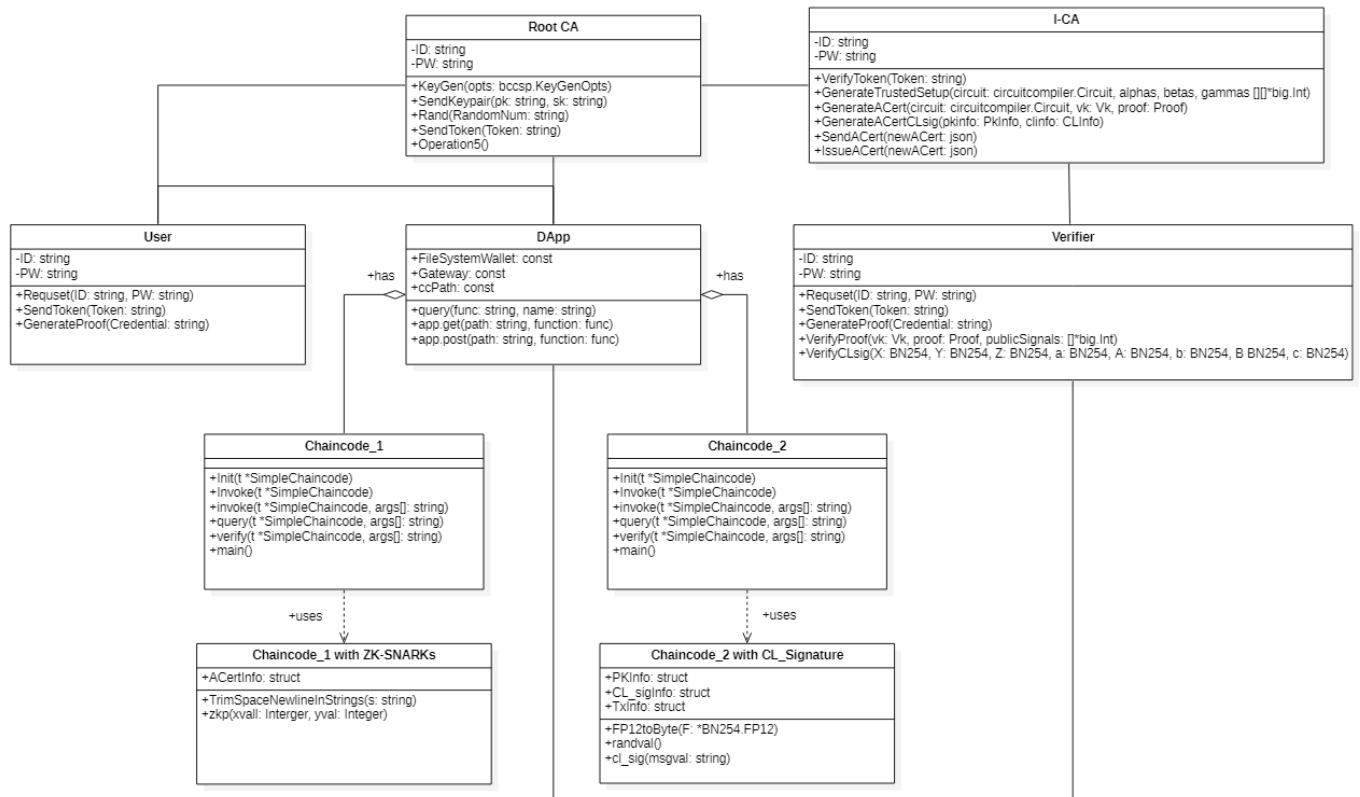 Root CA
-ID: string
-PW: string
+KeyGen(opts: bccsp.KeyGenOpts)
+SendKeypair(pk: string, sk: string)
+Rand(RandomNum: string)
+SendToken(Token: string)
+Operation5()
I-CA
-ID: string
-PW: string
+VerifyToken(Token: string)
+GenerateTrustedSetup(circuit: circuitcompiler.Circuit, alphas, betas, gammas [][]*big.Int)
+GenerateACert(circuit: circuitcompiler.Circuit, vk: Vk, proof: Proof)
+GenerateACertCLsig(pkinfo: PkInfo, clinfo: CLInfo)
+SendACert(newACert: json)
+IssueACert(newACert: json)
User
-ID: string
-PW: string
+Requset(ID: string, PW: string)
+SendToken(Token: string)
+GenerateProof(Credential: string)
DApp
+FileSystemWallet: const
+Gateway: const
+ccPath: const
+query(func: string, name: string)
+app.get(path: string, function: func)
+app.post(path: string, function: func)
Verifier
-ID: string
-PW: string
+Requset(ID: string, PW: string)
+SendToken(Token: string)
+GenerateProof(Credential: string)
+VerifyProof(vk: Vk, proof: Proof, publicSignals: []*big.Int)
+VerifyCLsig(X: BN254, Y: BN254, Z: BN254, a: BN254, A: BN254, b: BN254, B BN254, c: BN254)
+has
+has
Chaincode_1
+Init(t *SimpleChaincode)
+Invoke(t *SimpleChaincode)
+invoke(t *SimpleChaincode, args[]: string)
+query(t *SimpleChaincode, args[]: string)
+verify(t *SimpleChaincode, args[]: string)
+main()
Chaincode_2
+Init(t *SimpleChaincode)
+Invoke(t *SimpleChaincode)
+invoke(t *SimpleChaincode, args[]: string)
+query(t *SimpleChaincode, args[]: string)
+verify(t *SimpleChaincode, args[]: string)
+main()
+uses
+uses
Chaincode_1 with ZK-SNARKs
+ACertInfo: struct
+TrimSpaceNewlineInStrings(s: string)
+zkp(xvall: Interger, yval: Integer)
Chaincode_2 with CL_Signature
+PKInfo: struct
+CL_sigInfo: struct
+TxInfo: struct
+FP12toByte(F: *BN254.FP12)
+randval()
+cl_sig(msgval: string)